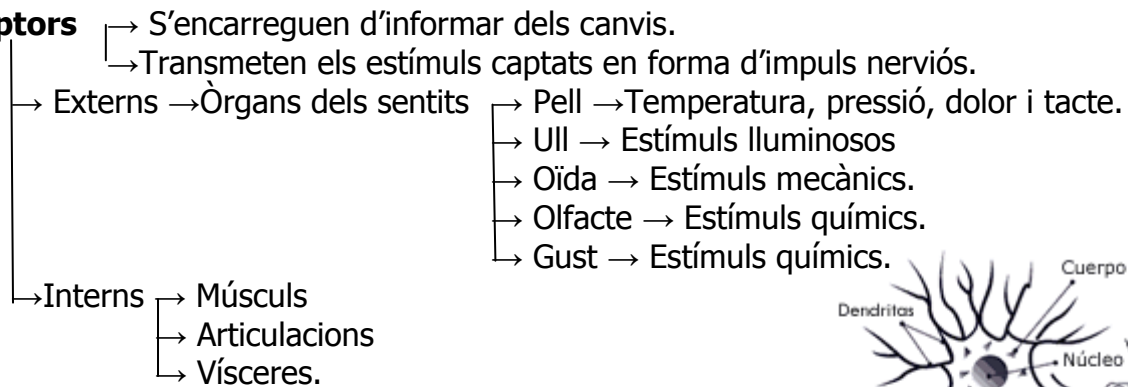 ptors → S'encarreguen d'informar dels canvis.
→Transmeten els estímuls captats en forma d'impuls nerviós.
→ Externs →Òrgans dels sentits → Pell →Temperatura, pressió, dolor i tacte.
→ Ull → Estímuls lluminosos
→ Oïda → Estímuls mecànics.
→ Olfacte → Estímuls químics.
→ Gust → Estímuls químics.
Cuerpo
Dendritas
→Interns → Músculs
Núcleo
→ Articulacions
→ Vísceres.